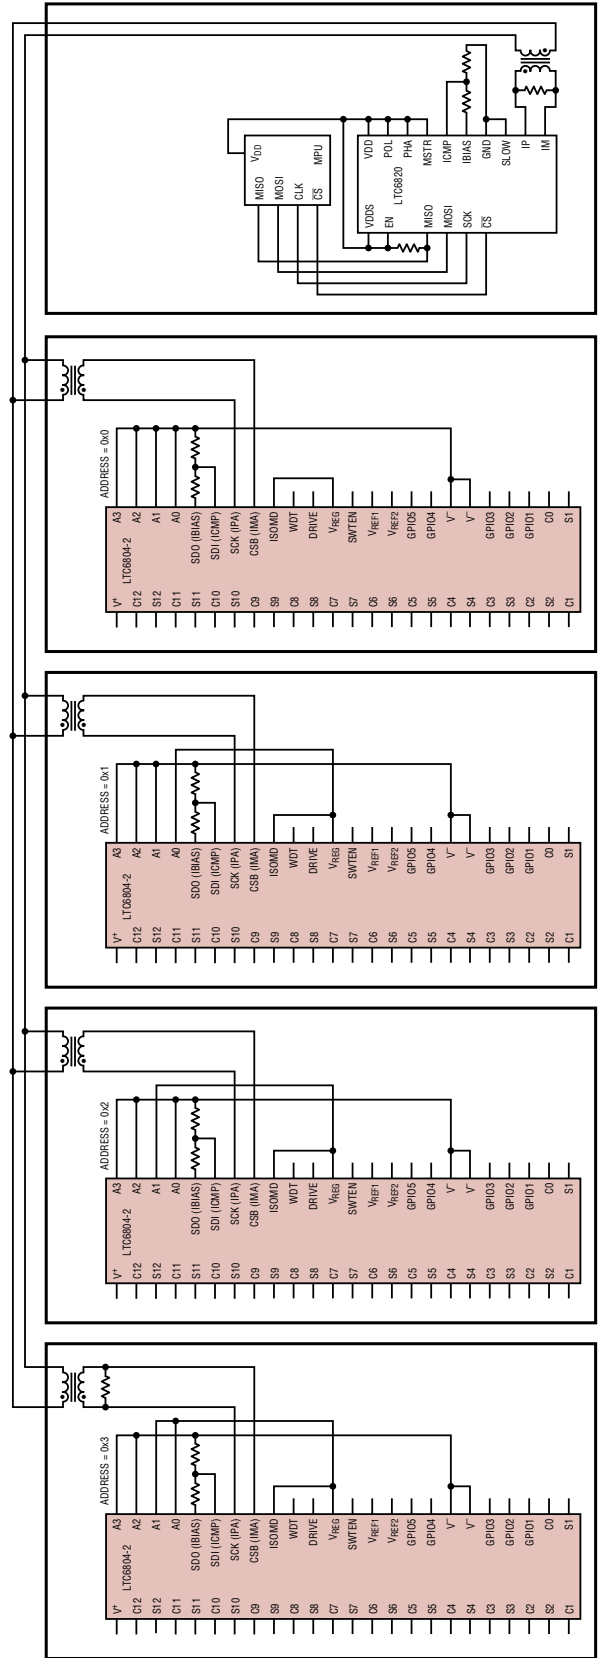 VDD MPU
MISO MOSI CLK C̅S̅
VDD POL PHA MSTR ICMP IBIAS GND SLOW IP IM
LTC6820
VDDS EN MISO MOSI SCK C̅S̅
ADDRESS = 0x0
A3 A2 A1 A0 SDO (IBIAS) SDI (ICMP) SCK (IPA) CSB (IMA) ISOMD WDT DRIVE VREG SWTEN VREF1 VREF2 GPIO5 GPIO4 V– V– GPIO3 GPIO2 GPIO1 C0 S1
LTC6804-2
V+ C12 S12 C11 S11 C10 S10 C9 S9 C8 S8 C7 S7 C6 S6 C5 S5 C4 S4 C3 S3 C2 S2 C1
ADDRESS = 0x1
A3 A2 A1 A0 SDO (IBIAS) SDI (ICMP) SCK (IPA) CSB (IMA) ISOMD WDT DRIVE VREG SWTEN VREF1 VREF2 GPIO5 GPIO4 V– V– GPIO3 GPIO2 GPIO1 C0 S1
LTC6804-2
V+ C12 S12 C11 S11 C10 S10 C9 S9 C8 S8 C7 S7 C6 S6 C5 S5 C4 S4 C3 S3 C2 S2 C1
ADDRESS = 0x2
A3 A2 A1 A0 SDO (IBIAS) SDI (ICMP) SCK (IPA) CSB (IMA) ISOMD WDT DRIVE VREG SWTEN VREF1 VREF2 GPIO5 GPIO4 V– V– GPIO3 GPIO2 GPIO1 C0 S1
LTC6804-2
V+ C12 S12 C11 S11 C10 S10 C9 S9 C8 S8 C7 S7 C6 S6 C5 S5 C4 S4 C3 S3 C2 S2 C1
ADDRESS = 0x3
A3 A2 A1 A0 SDO (IBIAS) SDI (ICMP) SCK (IPA) CSB (IMA) ISOMD WDT DRIVE VREG SWTEN VREF1 VREF2 GPIO5 GPIO4 V– V– GPIO3 GPIO2 GPIO1 C0 S1
LTC6804-2
V+ C12 S12 C11 S11 C10 S10 C9 S9 C8 S8 C7 S7 C6 S6 C5 S5 C4 S4 C3 S3 C2 S2 C1